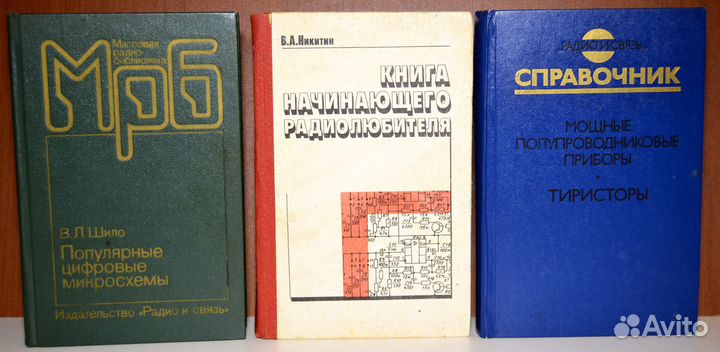 Массовая
радио-
библиотека
Мрб
В.Л Шило
Популярные
цифровые
микросхемы
Издательство «Радио и связь»
В.А.Никитин
КНИГА
НАЧИНАЮЩЕГО
РАДИОЛЮБИТЕЛЯ
РАДИО И СВЯЗЬ
СПРАВОЧНИК
МОЩНЫЕ
ПОЛУПРОВОДНИКОВЫЕ
ПРИБОРЫ
ТИРИСТОРЫ
Avito